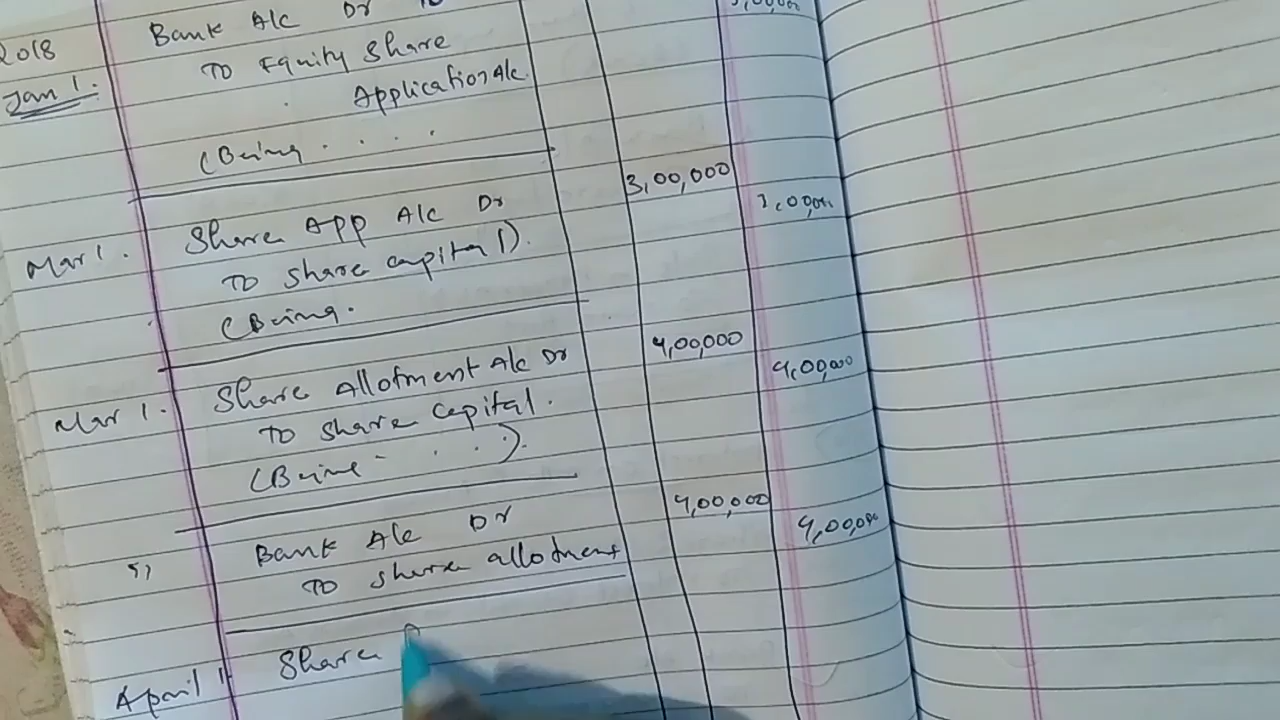 2018 Bank A/c Dr
Jan 1. To Equity Share
Application A/c
(Being . . . .
3,00,000
Mar 1. Share App A/c Dr
To share capital).
(Being.
4,00,000
4,00,000
Mar 1. Share Allotment A/c Dr
To share capital.
(Being - . . .).
4,00,000
4,00,000
,, Bank A/c Dr
To share allotment
April 1 Share